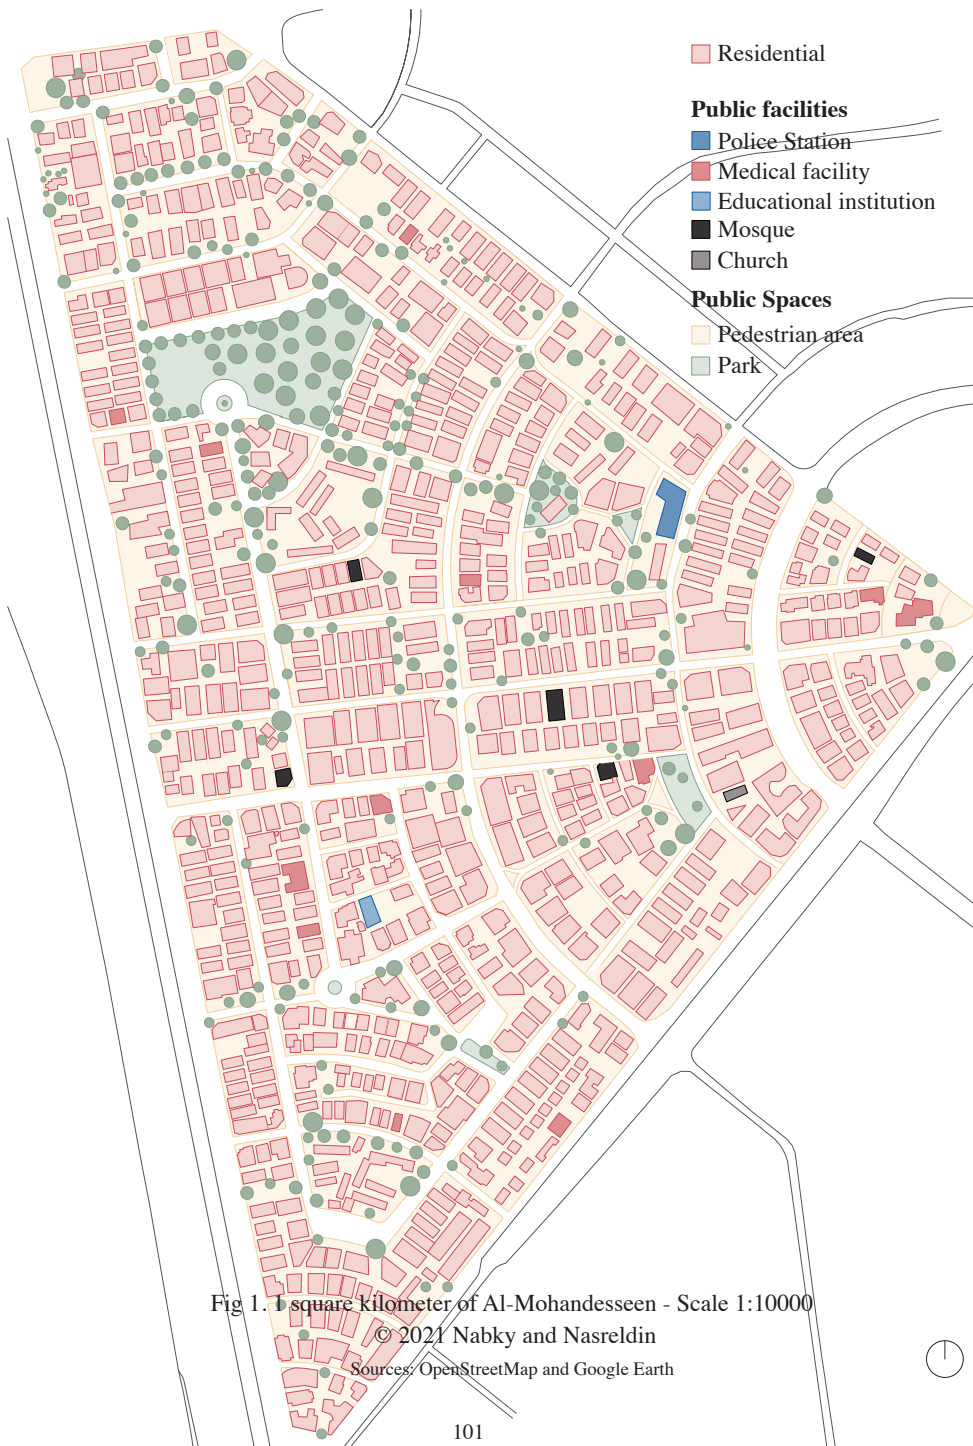 Residential
Public facilities
Police Station
Medical facility
Educational institution
Mosque
Church
Public Spaces
Pedestrian area
Park
Fig 1. 1 square kilometer of Al-Mohandesseen - Scale 1:10000
© 2021 Nabky and Nasreldin
Sources: OpenStreetMap and Google Earth
101